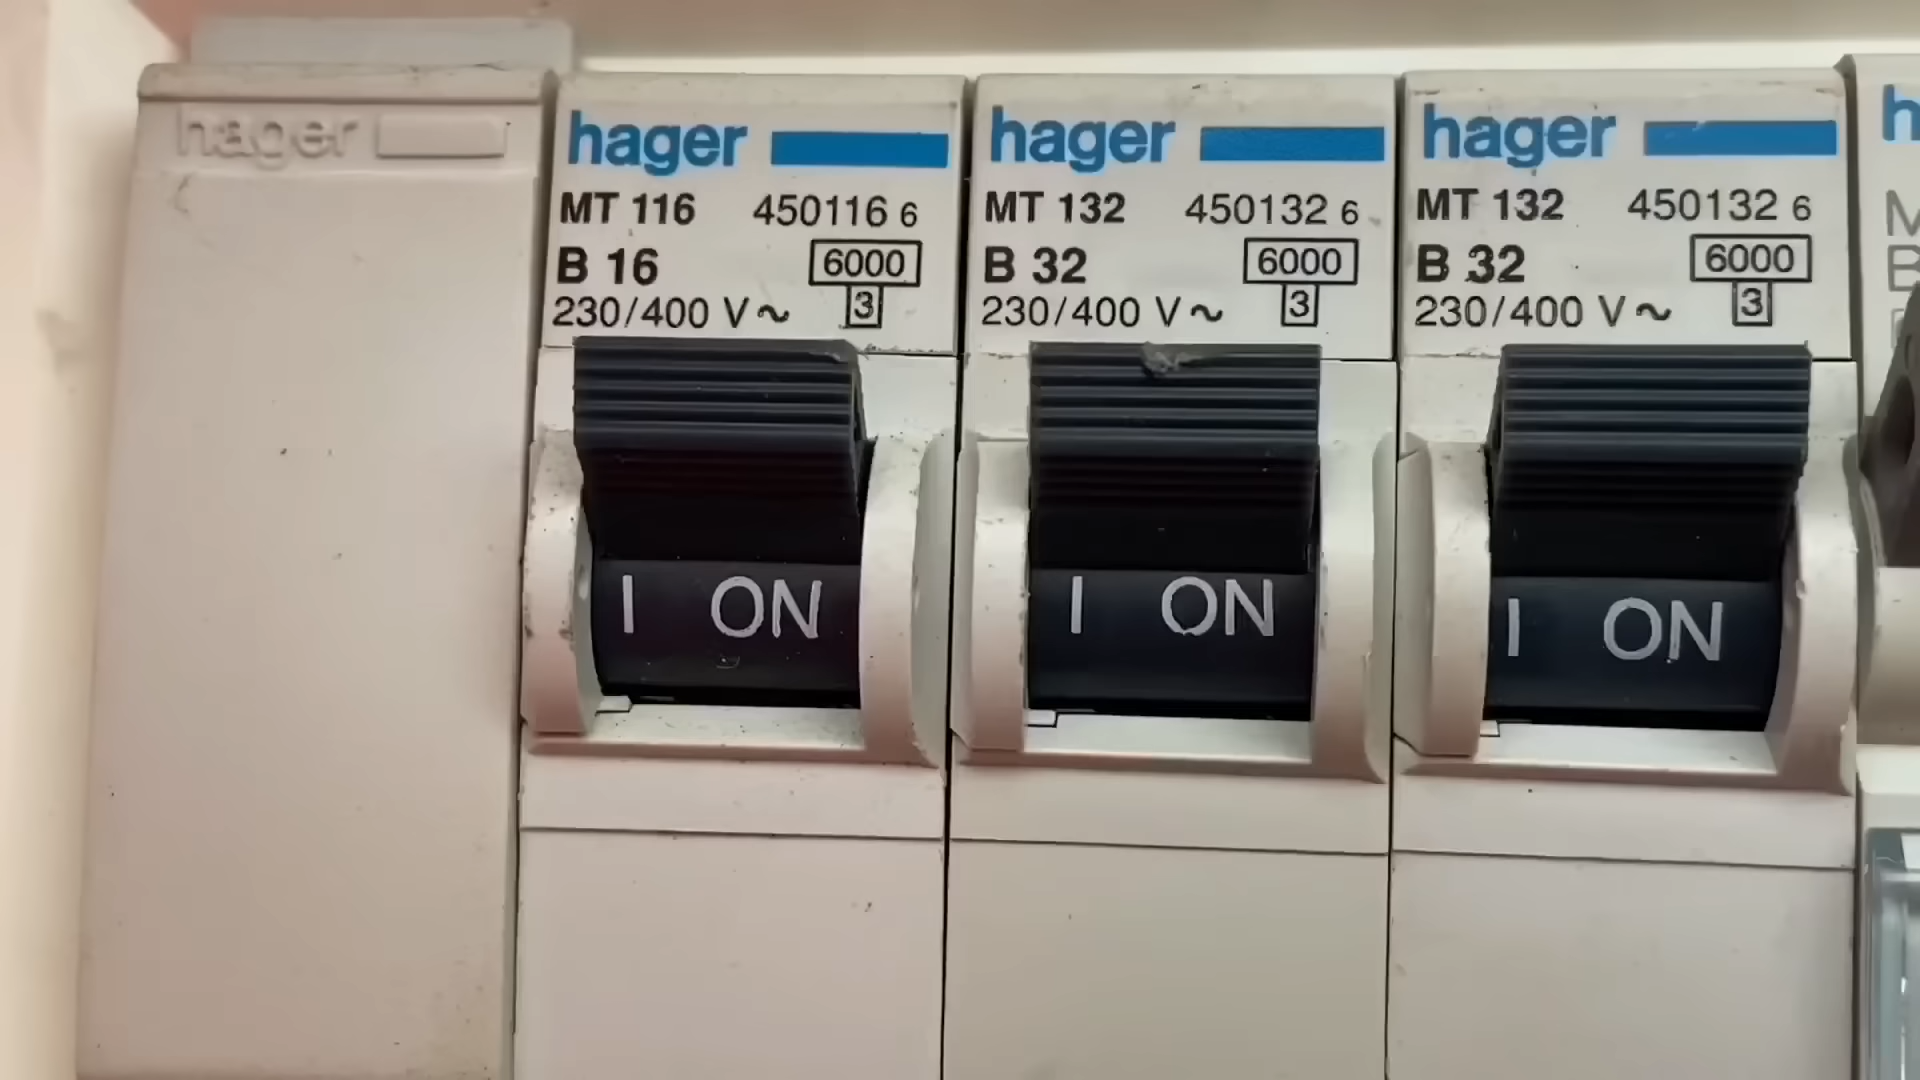 hager
hager
MT 116 450116 6
B 16 6000
230/400 V~ 3
I ON
hager
MT 132 450132 6
B 32 6000
230/400 V~ 3
I ON
hager
MT 132 450132 6
B 32 6000
230/400 V~ 3
I ON
h
M
B